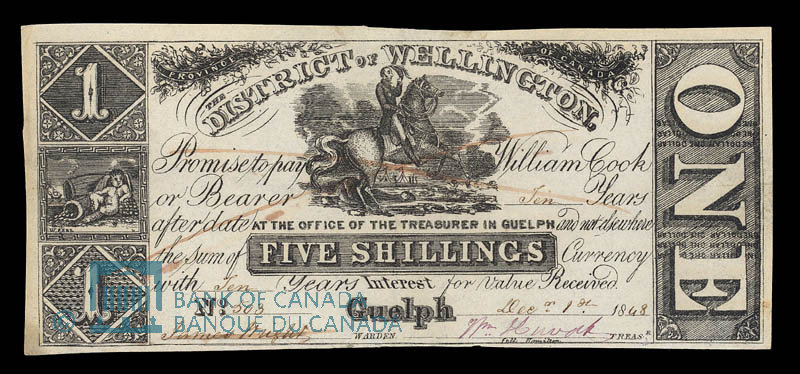 PROVINCE OF CANADA
THE DISTRICT OF WELLINGTON,
1
ONE
Promise to pay William Cook
or Bearer Ten Years
after date AT THE OFFICE OF THE TREASURER IN GUELPH and not elsewhere
the sum of FIVE SHILLINGS Currency
with Ten Years Interest for Value Received
1
No. 503 Guelph Decr 1st 1848
James Wright WARDEN. TREASR
BANK OF CANADA
BANQUE DU CANADA